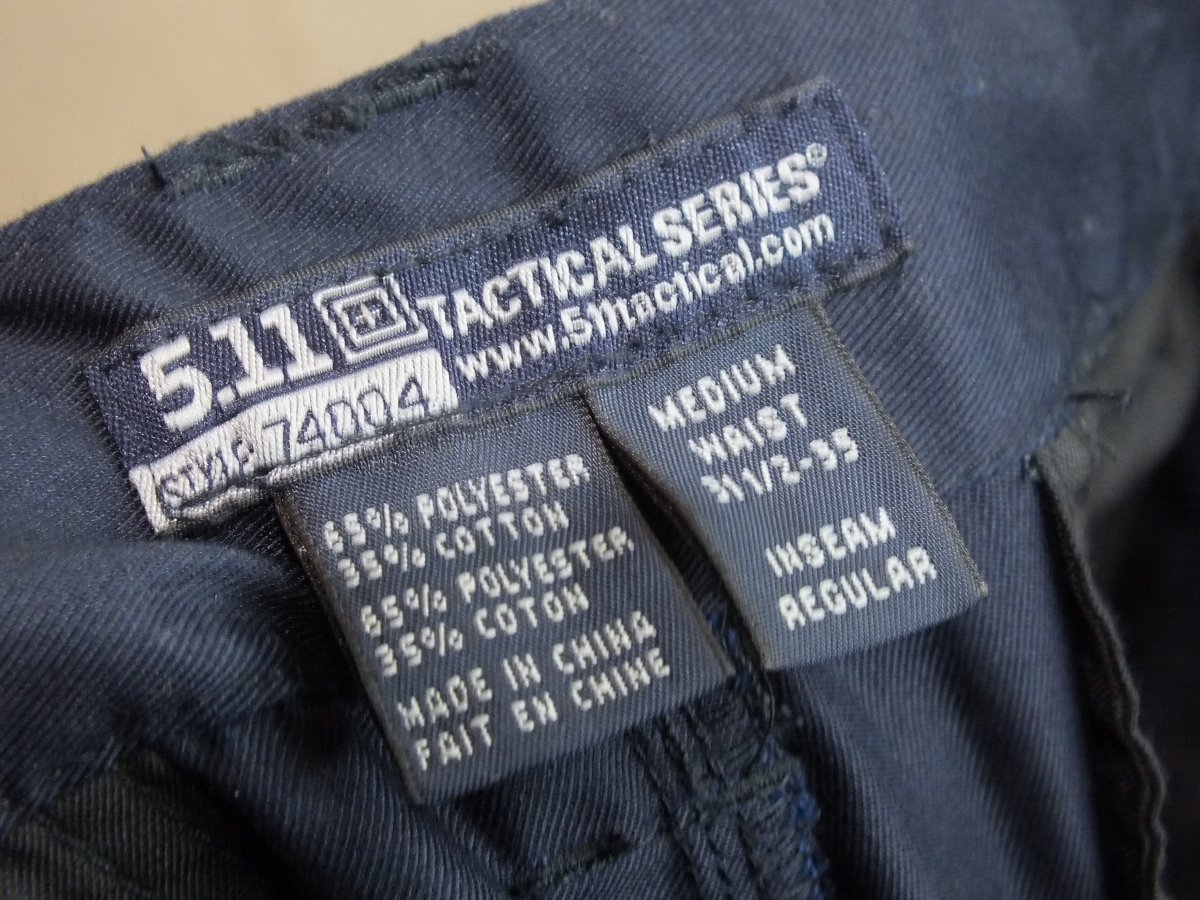 5.11 TACTICAL SERIES®
www.511tactical.com
STYLE 74004
65% POLYESTER
35% COTTON
65% POLYESTER
35% COTON
MADE IN CHINA
FAIT EN CHINE
MEDIUM
WAIST
31 1/2-35
INSEAM
REGULAR